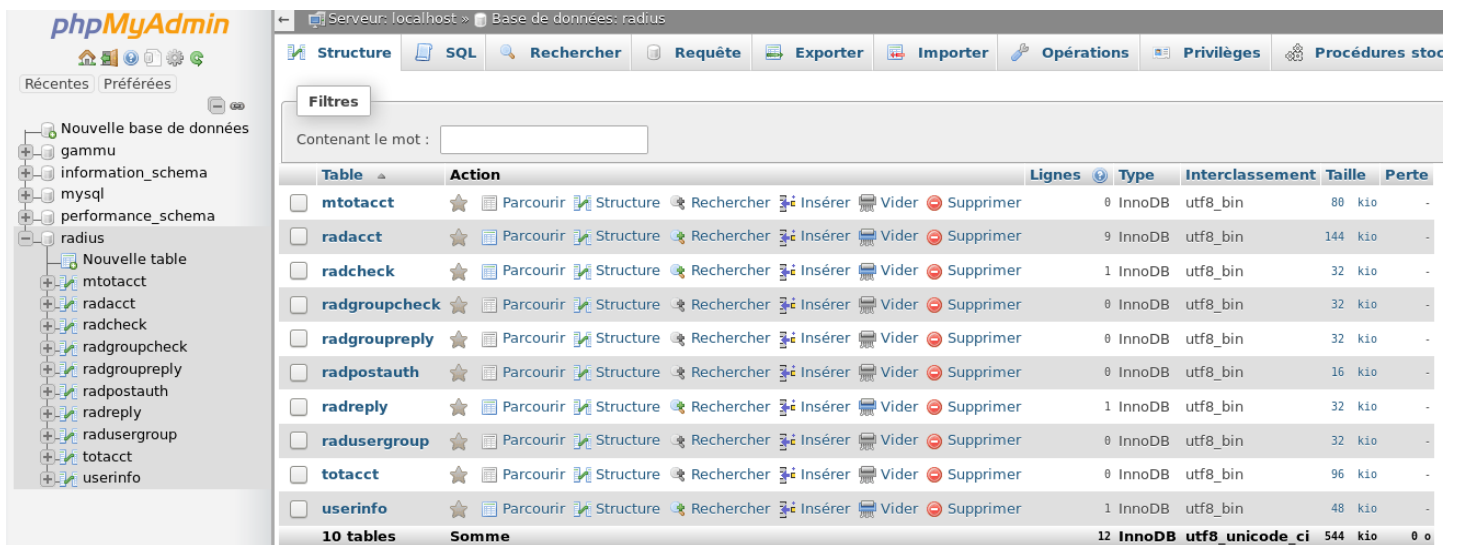 phpMyAdmin
Récentes Préférées
Nouvelle base de données
gammu
information_schema
mysql
performance_schema
radius
Nouvelle table
mtotacct
radacct
radcheck
radgroupcheck
radgroupreply
radpostauth
radreply
radusergroup
totacct
userinfo
Serveur: localhost » Base de données: radius
Structure SQL Rechercher Requête Exporter Importer Opérations Privilèges Procédures stoc
Filtres
Contenant le mot :
Table Action Lignes Type Interclassement Taille Perte
mtotacct Parcourir Structure Rechercher Insérer Vider Supprimer 0 InnoDB utf8_bin 80 kio -
radacct Parcourir Structure Rechercher Insérer Vider Supprimer 9 InnoDB utf8_bin 144 kio -
radcheck Parcourir Structure Rechercher Insérer Vider Supprimer 1 InnoDB utf8_bin 32 kio -
radgroupcheck Parcourir Structure Rechercher Insérer Vider Supprimer 0 InnoDB utf8_bin 32 kio -
radgroupreply Parcourir Structure Rechercher Insérer Vider Supprimer 0 InnoDB utf8_bin 32 kio -
radpostauth Parcourir Structure Rechercher Insérer Vider Supprimer 0 InnoDB utf8_bin 16 kio -
radreply Parcourir Structure Rechercher Insérer Vider Supprimer 1 InnoDB utf8_bin 32 kio -
radusergroup Parcourir Structure Rechercher Insérer Vider Supprimer 0 InnoDB utf8_bin 32 kio -
totacct Parcourir Structure Rechercher Insérer Vider Supprimer 0 InnoDB utf8_bin 96 kio -
userinfo Parcourir Structure Rechercher Insérer Vider Supprimer 1 InnoDB utf8_bin 48 kio -
10 tables Somme 12 InnoDB utf8_unicode_ci 544 kio 0 o